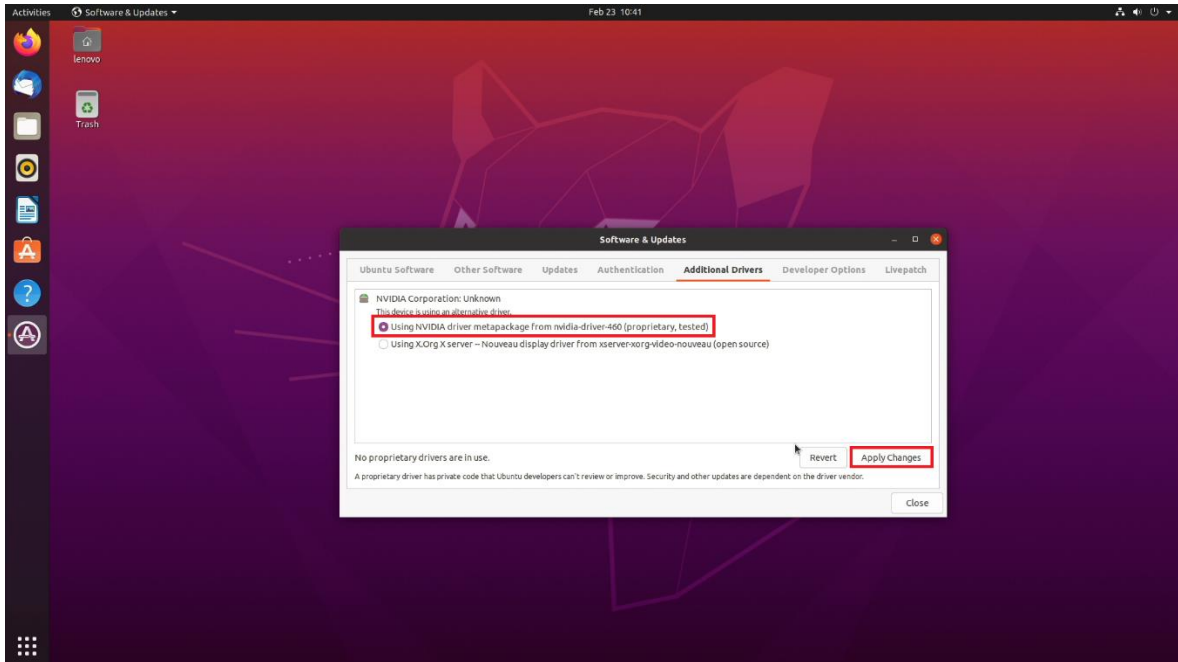 Activities Software & Updates Feb 23 10:41
lenovo
Trash
Software & Updates
Ubuntu Software Other Software Updates Authentication Additional Drivers Developer Options Livepatch
NVIDIA Corporation: Unknown
This device is using an alternative driver.
Using NVIDIA driver metapackage from nvidia-driver-460 (proprietary, tested)
Using X.Org X server -- Nouveau display driver from xserver-xorg-video-nouveau (open source)
No proprietary drivers are in use. Revert Apply Changes
A proprietary driver has private code that Ubuntu developers can't review or improve. Security and other updates are dependent on the driver vendor.
Close